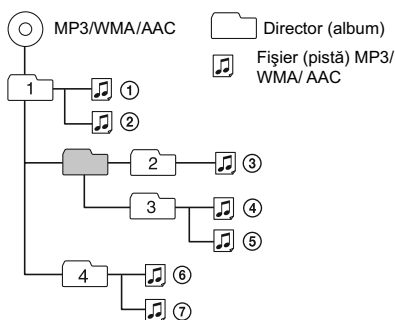 MP3/WMA/AAC
Director (album)
Fişier (pistă) MP3/
WMA/ AAC
1
①
②
2
③
3
④
⑤
4
⑥
⑦